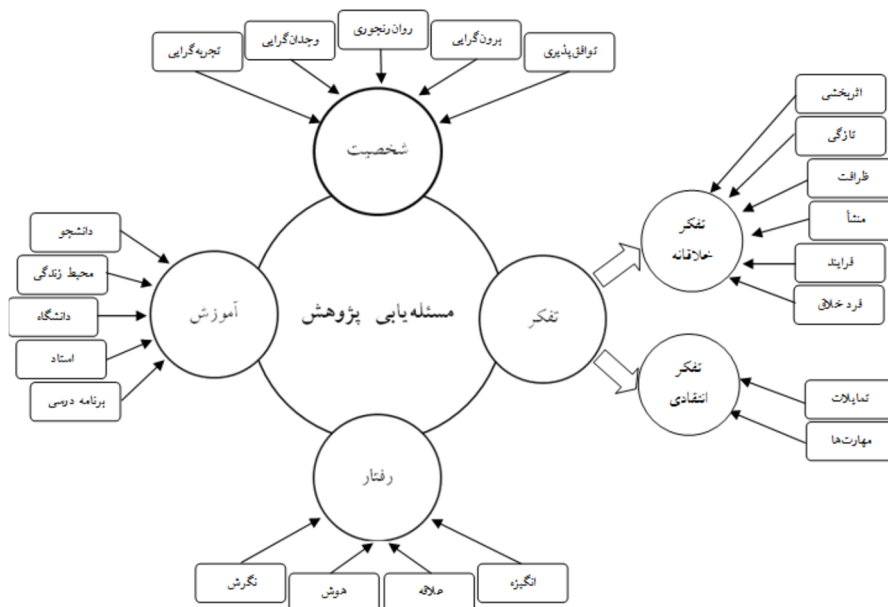 روان‌رنجوری
برون‌گرایی
وجدان‌گرایی
توافق‌پذیری
تجربه‌گرایی
شخصیت
اثربخشی
تازگی
ظرافت
منشأ
فرایند
فرد خلاق
تفکر
خلاقانه
دانشجو
محیط زندگی
دانشگاه
استاد
برنامه درسی
آموزش
مسئله‌یابی پژوهش
تفکر
تفکر
انتقادی
تمایلات
مهارت‌ها
رفتار
انگیزه
علاقه
هوش
نگرش